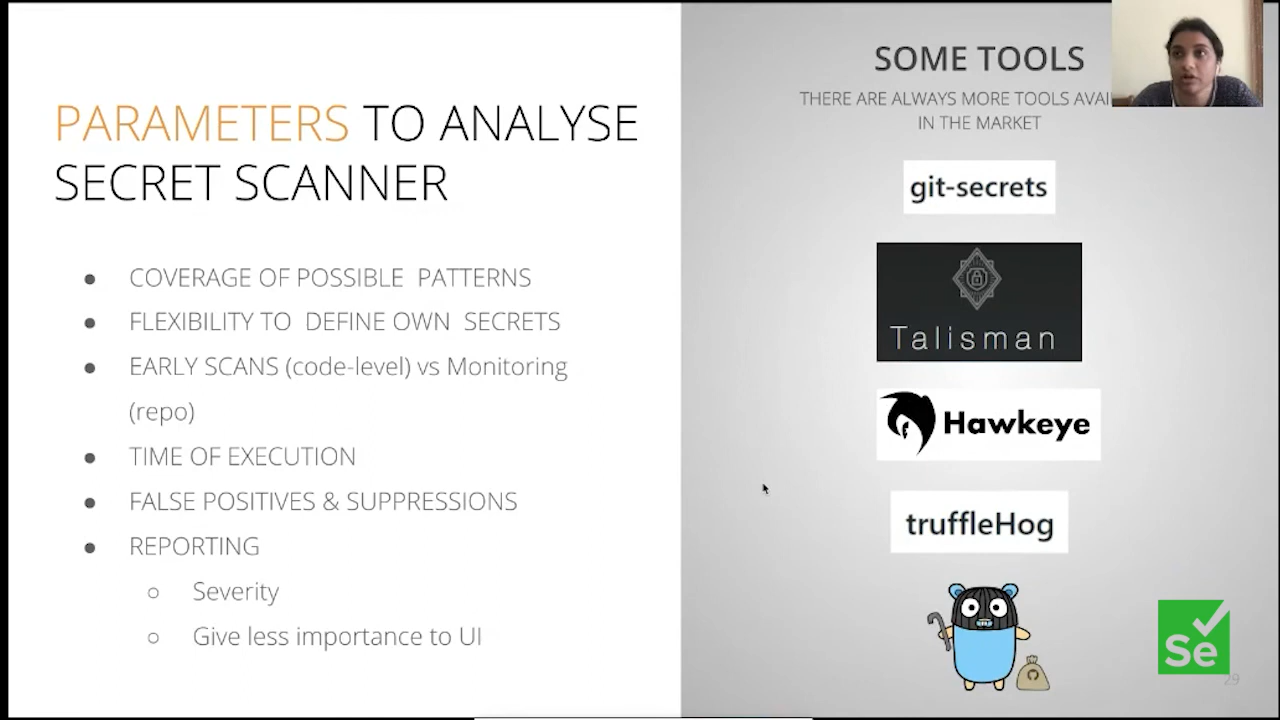 PARAMETERS TO ANALYSE
SECRET SCANNER
● COVERAGE OF POSSIBLE PATTERNS
● FLEXIBILITY TO DEFINE OWN SECRETS
● EARLY SCANS (code-level) vs Monitoring
(repo)
● TIME OF EXECUTION
● FALSE POSITIVES & SUPPRESSIONS
● REPORTING
○ Severity
○ Give less importance to UI
SOME TOOLS
THERE ARE ALWAYS MORE TOOLS
IN THE MARKET
git-secrets
Talisman
Hawkeye
truffleHog
Se
29